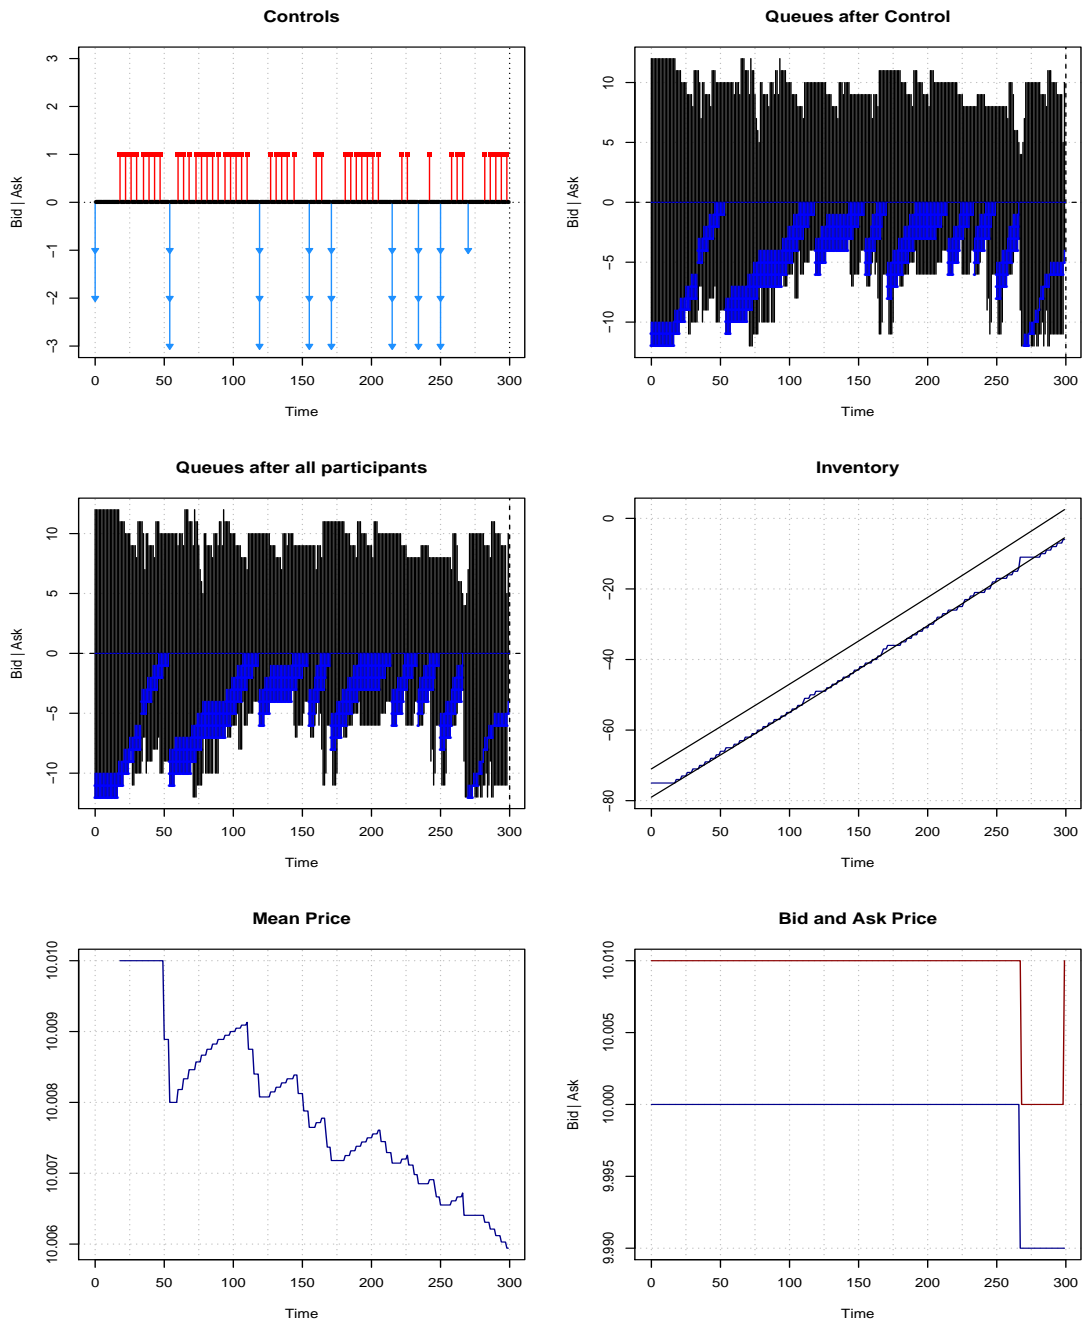 Controls
Bid | Ask
3
2
1
0
−1
−2
−3
0 50 100 150 200 250 300
Time
Queues after Control
Bid | Ask
10
5
0
−5
−10
0 50 100 150 200 250 300
Time
Queues after all participants
Bid | Ask
10
5
0
−5
−10
0 50 100 150 200 250 300
Time
Inventory
0
−20
−40
−60
−80
0 50 100 150 200 250 300
Time
Mean Price
10.010
10.009
10.008
10.007
10.006
0 50 100 150 200 250 300
Time
Bid and Ask Price
Bid | Ask
10.010
10.005
10.000
9.995
9.990
0 50 100 150 200 250 300
Time